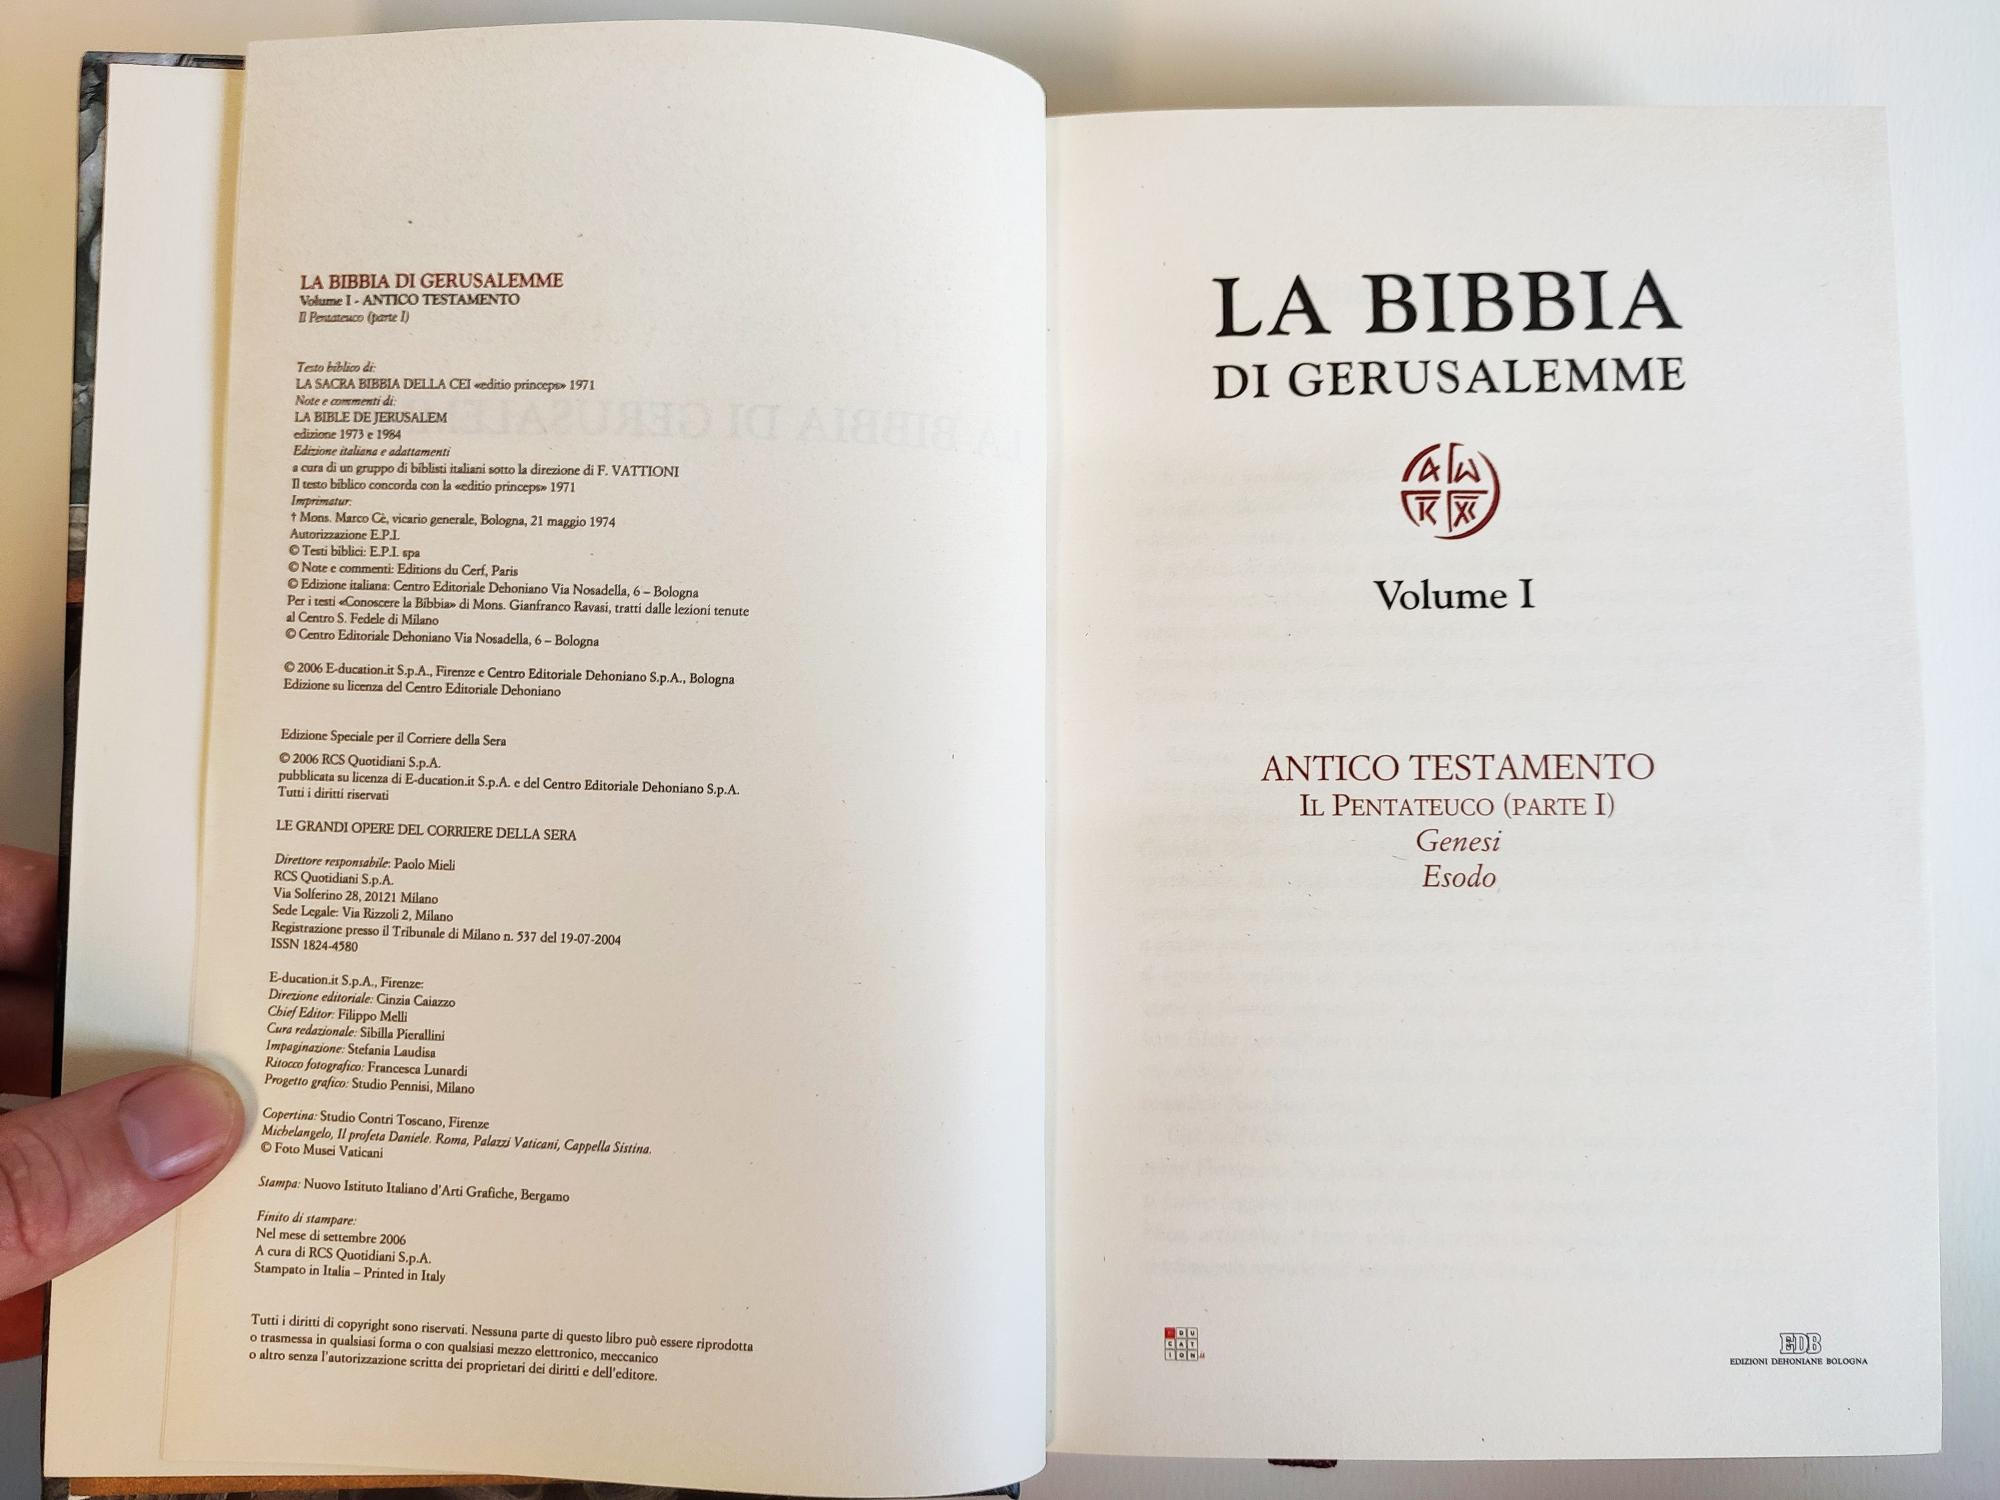 LA BIBBIA DI GERUSALEMME
Volume I - ANTICO TESTAMENTO
Il Pentateuco (parte I)
Testo biblico di:
LA SACRA BIBBIA DELLA CEI «editio princeps» 1971
Note e commenti di:
LA BIBLE DE JERUSALEM
edizione 1973 e 1984
Edizione italiana e adattamenti
a cura di un gruppo di biblisti italiani sotto la direzione di F. VATTIONI
Il testo biblico concorda con la «editio princeps» 1971
Imprimatur:
† Mons. Marco Cè, vicario generale, Bologna, 21 maggio 1974
Autorizzazione E.P.I.
© Testi biblici: E.P.I. spa
© Note e commenti: Editions du Cerf, Paris
© Edizione italiana: Centro Editoriale Dehoniano Via Nosadella, 6 – Bologna
Per i testi «Conoscere la Bibbia» di Mons. Gianfranco Ravasi, tratti dalle lezioni tenute
al Centro S. Fedele di Milano
© Centro Editoriale Dehoniano Via Nosadella, 6 – Bologna
© 2006 E-ducation.it S.p.A., Firenze e Centro Editoriale Dehoniano S.p.A., Bologna
Edizione su licenza del Centro Editoriale Dehoniano
Edizione Speciale per il Corriere della Sera
© 2006 RCS Quotidiani S.p.A.
pubblicata su licenza di E-ducation.it S.p.A. e del Centro Editoriale Dehoniano S.p.A.
Tutti i diritti riservati
LE GRANDI OPERE DEL CORRIERE DELLA SERA
Direttore responsabile: Paolo Mieli
RCS Quotidiani S.p.A.
Via Solferino 28, 20121 Milano
Sede Legale: Via Rizzoli 2, Milano
Registrazione presso il Tribunale di Milano n. 537 del 19-07-2004
ISSN 1824-4580
E-ducation.it S.p.A., Firenze:
Direzione editoriale: Cinzia Caiazzo
Chief Editor: Filippo Melli
Cura redazionale: Sibilla Pierallini
Impaginazione: Stefania Laudisa
Ritocco fotografico: Francesca Lunardi
Progetto grafico: Studio Pennisi, Milano
Copertina: Studio Contri Toscano, Firenze
Michelangelo, Il profeta Daniele. Roma, Palazzi Vaticani, Cappella Sistina.
© Foto Musei Vaticani
Stampa: Nuovo Istituto Italiano d'Arti Grafiche, Bergamo
Finito di stampare:
Nel mese di settembre 2006
A cura di RCS Quotidiani S.p.A.
Stampato in Italia – Printed in Italy
Tutti i diritti di copyright sono riservati. Nessuna parte di questo libro può essere riprodotta
o trasmessa in qualsiasi forma o con qualsiasi mezzo elettronico, meccanico
o altro senza l'autorizzazione scritta dei proprietari dei diritti e dell'editore.
LA BIBBIA
DI GERUSALEMME
Volume I
ANTICO TESTAMENTO
IL PENTATEUCO (PARTE I)
Genesi
Esodo
EDUCATION.it
EDB
EDIZIONI DEHONIANE BOLOGNA